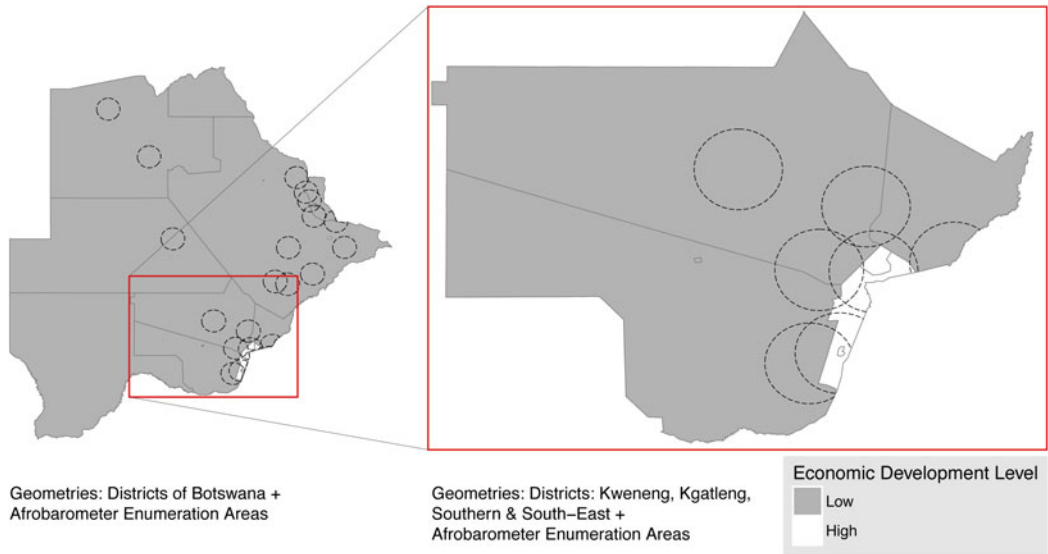 Geometries: Districts of Botswana +
Afrobarometer Enumeration Areas
Geometries: Districts: Kweneng, Kgatleng,
Southern & South−East +
Afrobarometer Enumeration Areas
Economic Development Level
Low
High